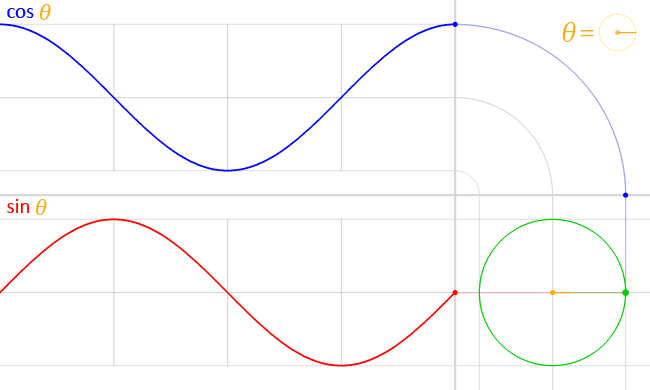 cos θ
θ =
sin θ